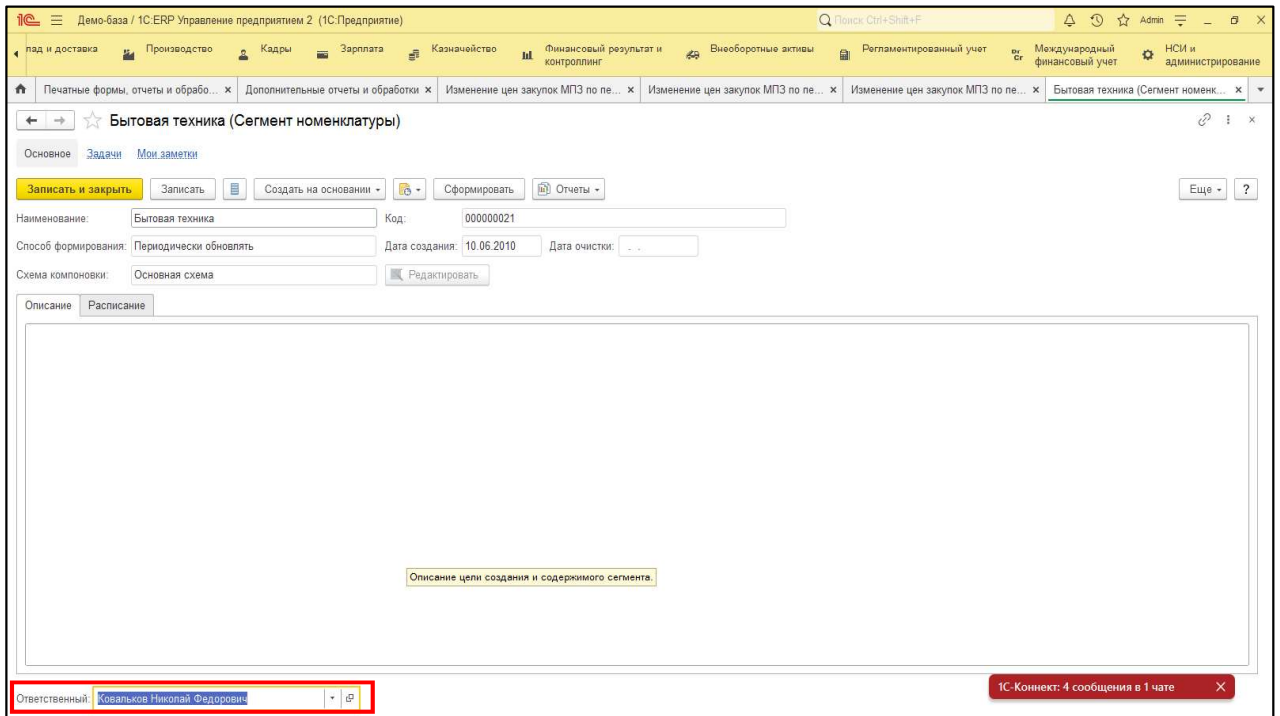 Демо-база / 1С:ERP Управление предприятием 2 (1С:Предприятие) Поиск Ctrl+Shift+F Admin
пад и доставка Производство Кадры Зарплата Казначейство Финансовый результат и контроллинг Внеоборотные активы Регламентированный учет Международный финансовый учет НСИ и администрирование
Печатные формы, отчеты и обрабо... Дополнительные отчеты и обработки Изменение цен закупок МПЗ по пе... Изменение цен закупок МПЗ по пе... Изменение цен закупок МПЗ по пе... Бытовая техника (Сегмент номенк...
Бытовая техника (Сегмент номенклатуры)
Основное Задачи Мои заметки
Записать и закрыть Записать Создать на основании Сформировать Отчеты Еще ?
Наименование: Бытовая техника Код: 000000021
Способ формирования: Периодически обновлять Дата создания: 10.06.2010 Дата очистки: . .
Схема компоновки: Основная схема Редактировать
Описание Расписание
Описание цели создания и содержимого сегмента.
1С-Коннект: 4 сообщения в 1 чате
Ответственный: Ковальков Николай Федорович